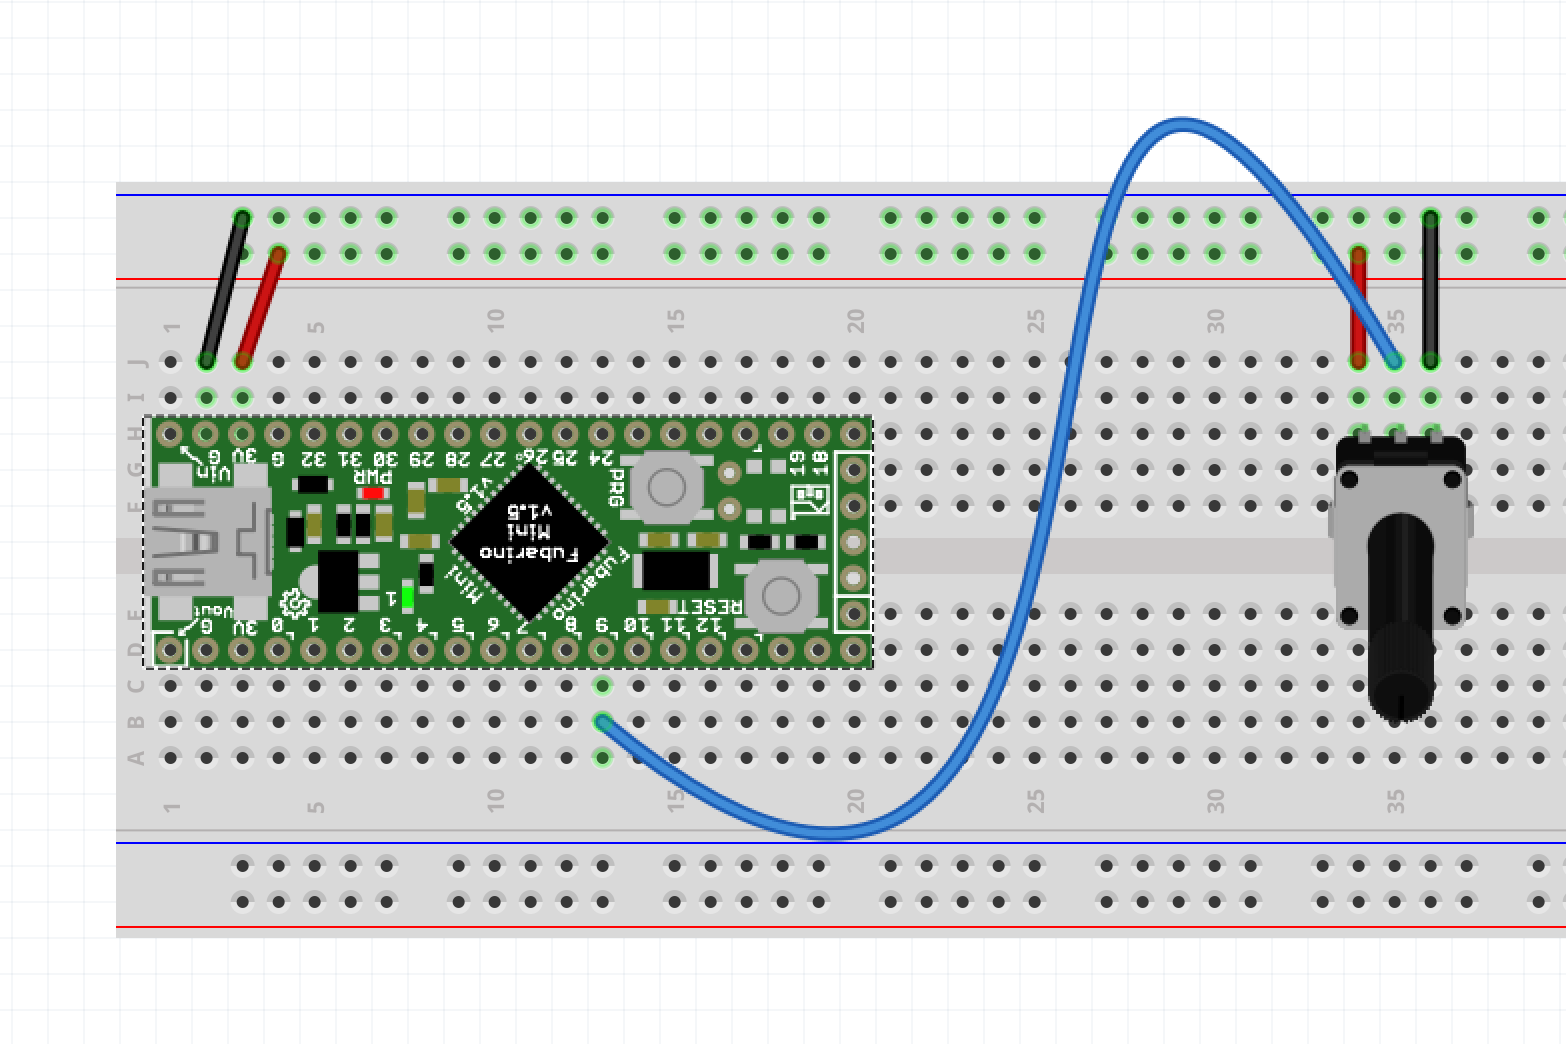 1 5 10 15 20 25 30 35
J
I
H
G
F
E
D
C
B
A
Vin G 3V G 32 31 30 29 28 27 26 25 24
PWR
PRG
19
18
v1.5
Fubarino
Mini
v1.5
Fubarino
Mini
1
RESET
Vout G 3V 0 1 2 3 4 5 6 7 8 9 10 11 12
1 5 10 15 20 25 30 35